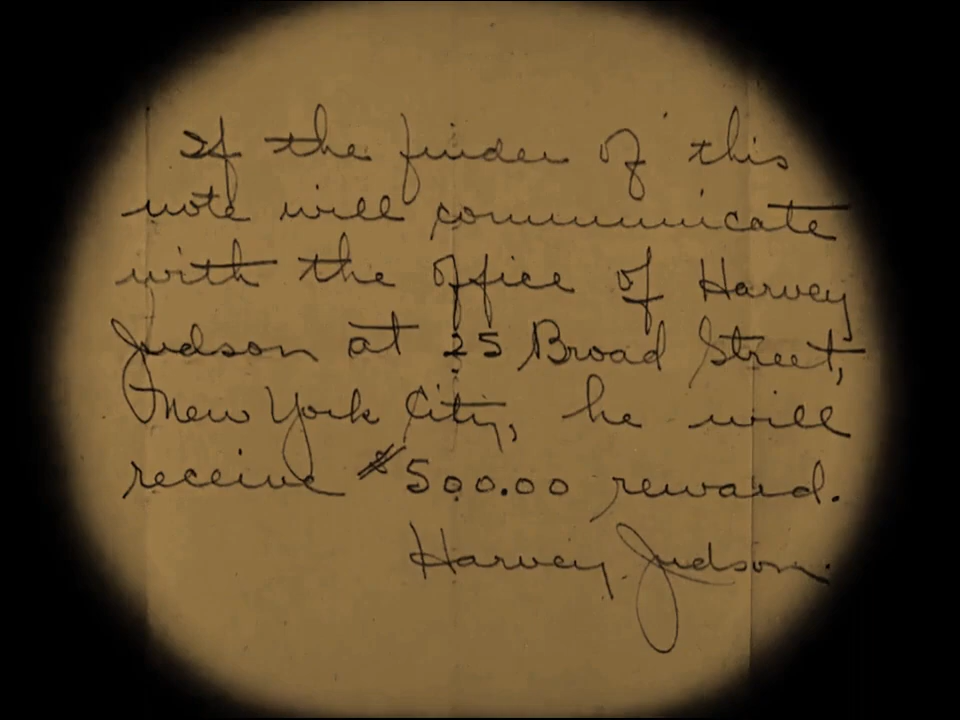 If the finder of this
note will communicate
with the office of Harvey
Judson at 25 Broad Street,
New York City, he will
receive $500.00 reward.
Harvey Judson.